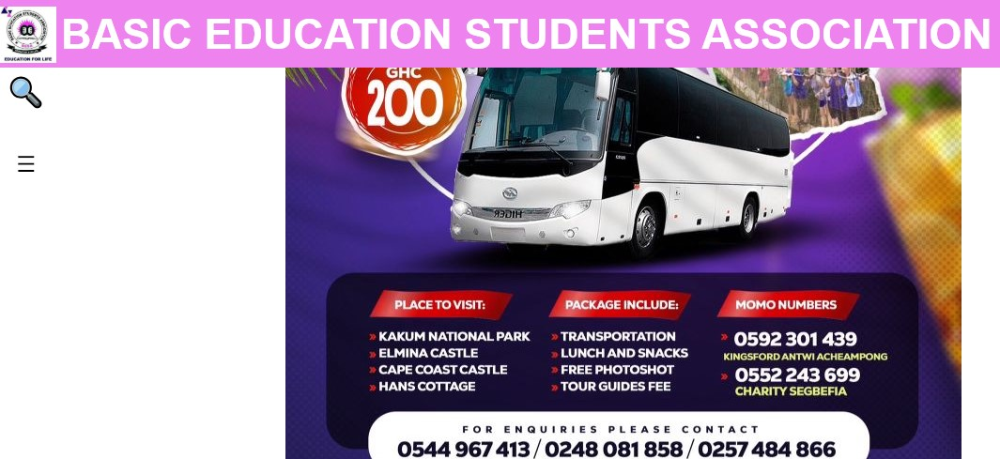 BASIC EDUCATION STUDENTS ASSOCIATION
EDUCATION FOR LIFE
GHC
200
HIGER
PLACE TO VISIT:
» KAKUM NATIONAL PARK
» ELMINA CASTLE
» CAPE COAST CASTLE
» HANS COTTAGE
PACKAGE INCLUDE:
» TRANSPORTATION
» LUNCH AND SNACKS
» FREE PHOTOSHOT
» TOUR GUIDES FEE
MOMO NUMBERS
» 0592 301 439
KINGSFORD ANTWI ACHEAMPONG
» 0552 243 699
CHARITY SEGBEFIA
FOR ENQUIRIES PLEASE CONTACT
0544 967 413 / 0248 081 858 / 0257 484 866